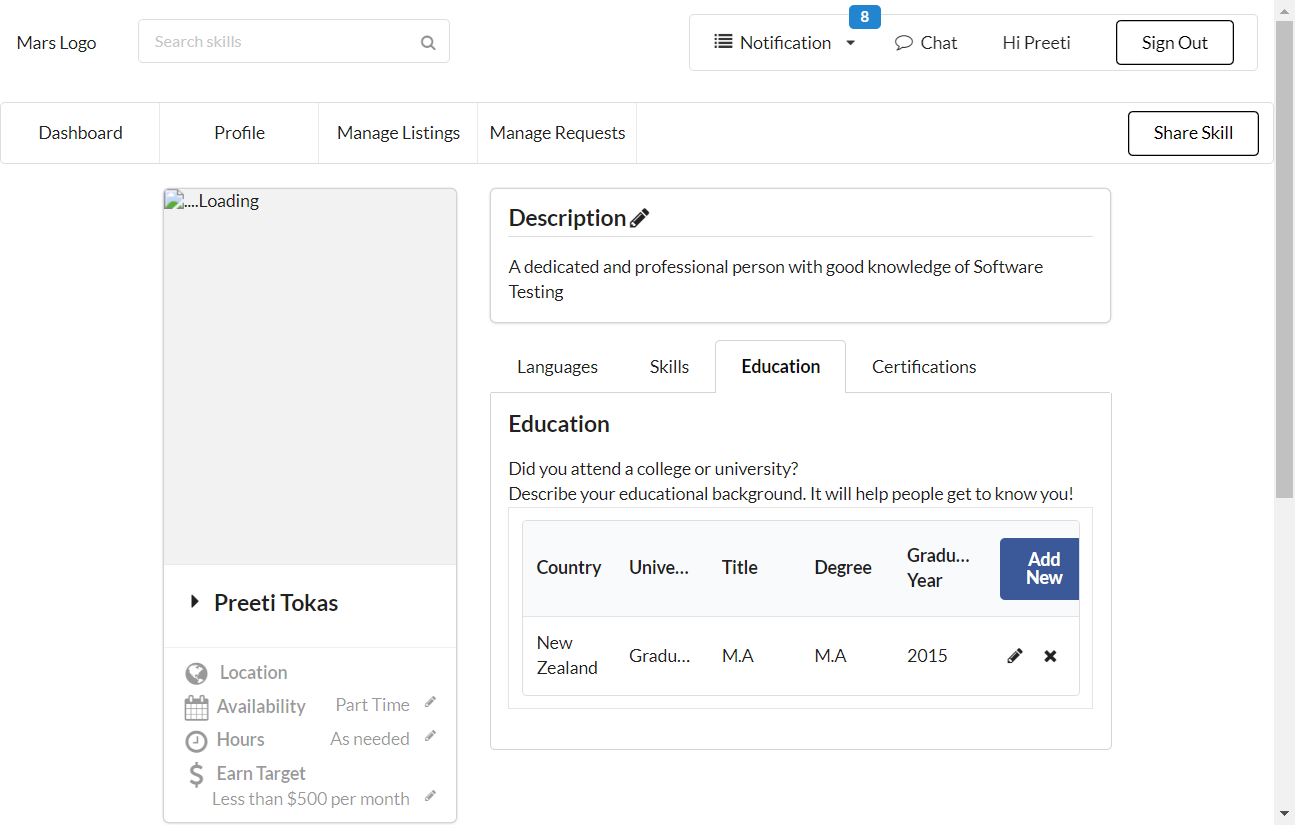 Mars Logo
Search skills
8
Notification
Chat
Hi Preeti
Sign Out
Dashboard
Profile
Manage Listings
Manage Requests
Share Skill
....Loading
Preeti Tokas
Location
Availability Part Time
Hours As needed
Earn Target
Less than $500 per month
Description
A dedicated and professional person with good knowledge of Software
Testing
Languages
Skills
Education
Certifications
Education
Did you attend a college or university?
Describe your educational background. It will help people get to know you!
Country
Unive...
Title
Degree
Gradu...
Year
Add
New
New
Zealand
Gradu...
M.A
M.A
2015